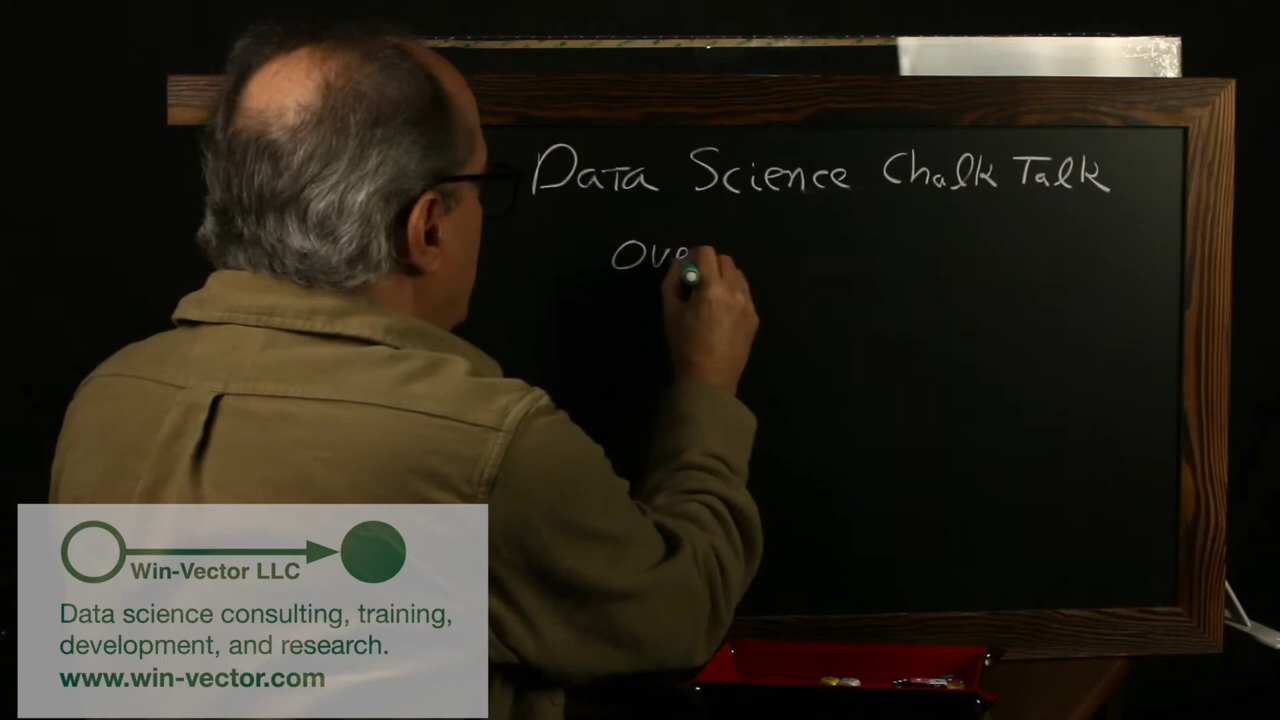 Data Science Chalk Talk
Ove
Win-Vector LLC
Data science consulting, training,
development, and research.
www.win-vector.com